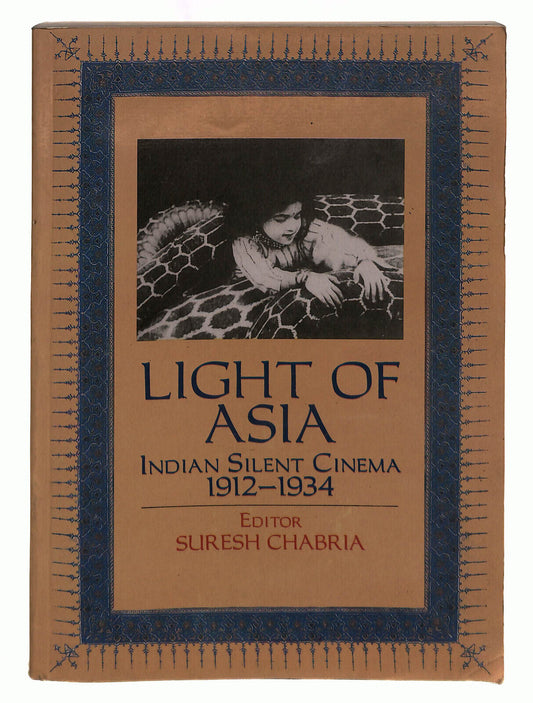 LIGHT OF
ASIA
INDIAN SILENT CINEMA
1912–1934
EDITOR
SURESH CHABRIA